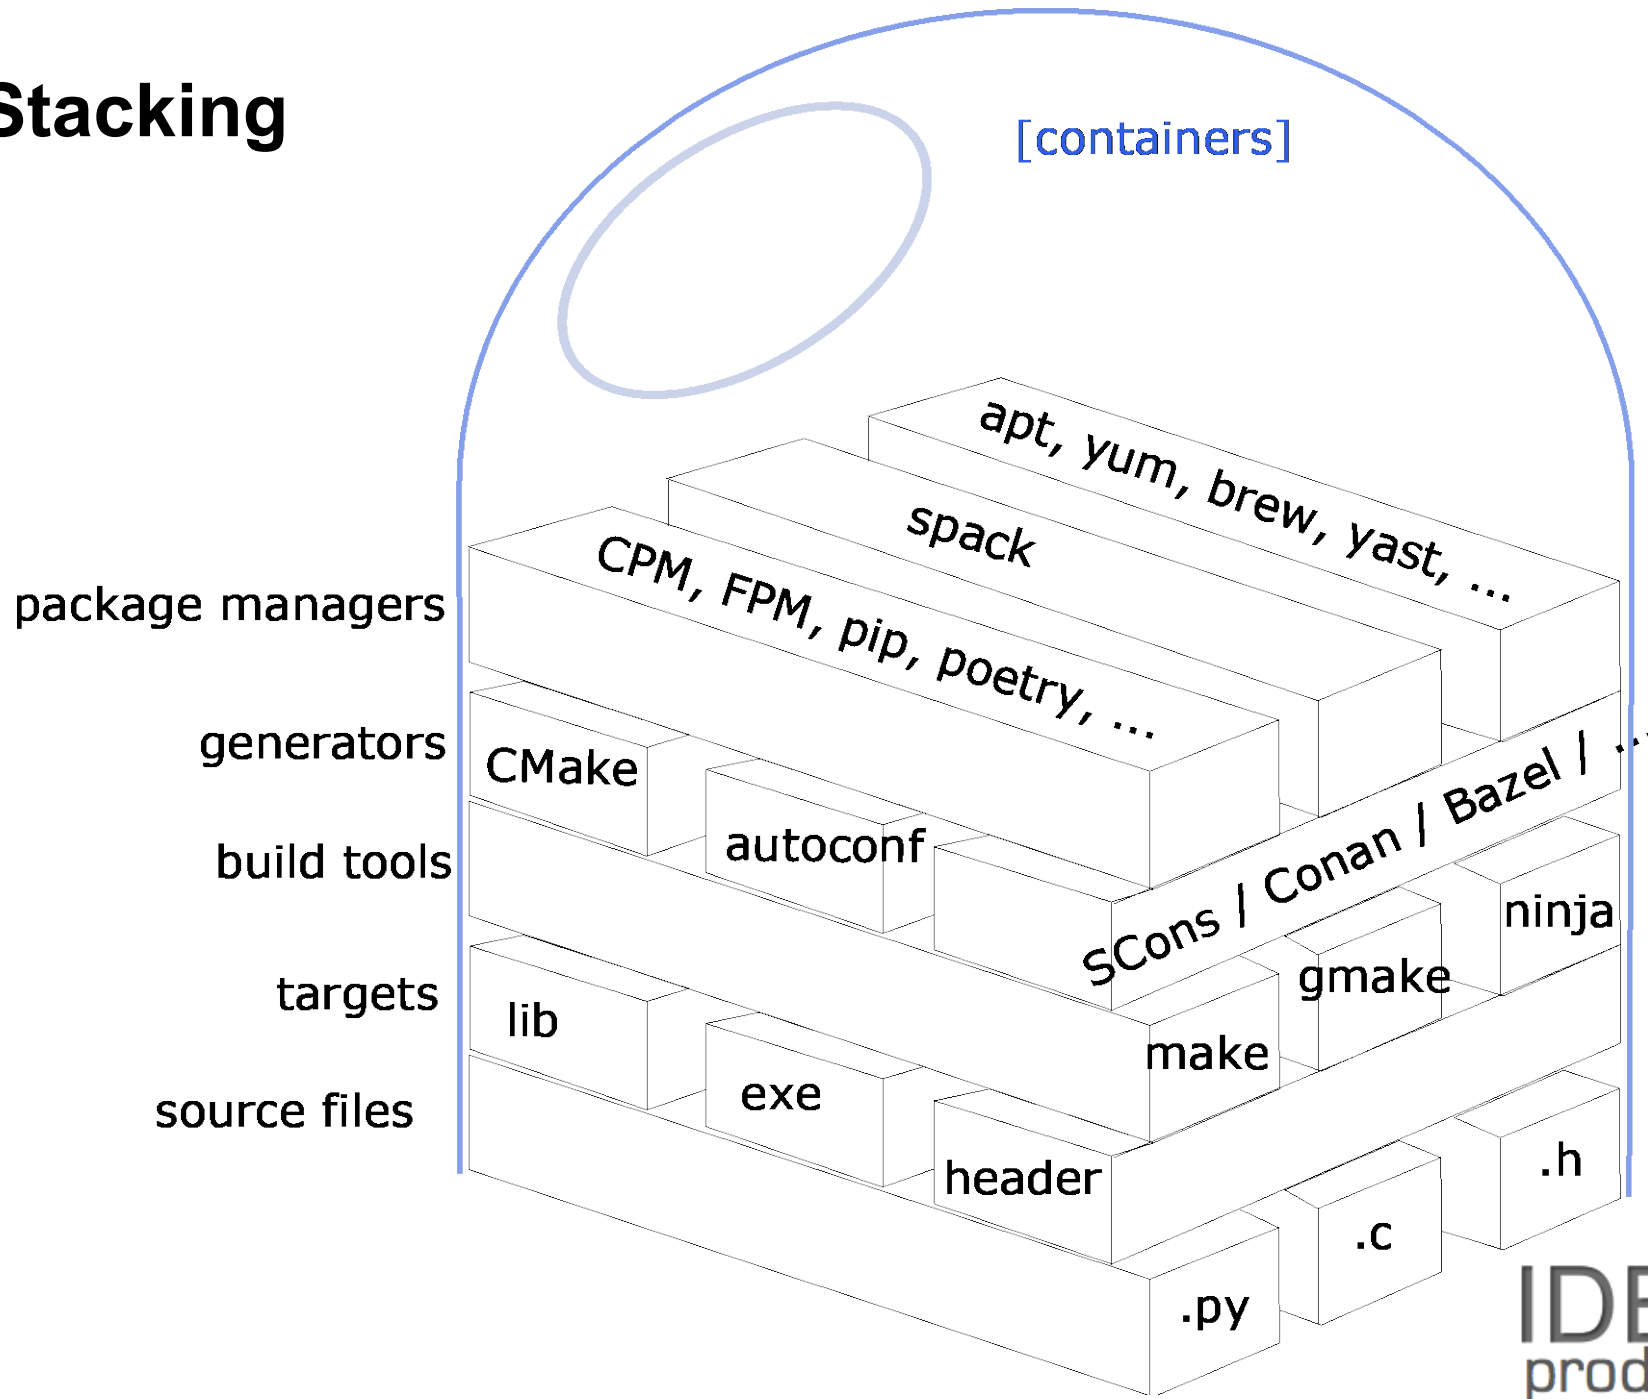 Stacking
[containers]
apt, yum, brew, yast, ...
spack
CPM, FPM, pip, poetry, ...
package managers
generators
CMake
autoconf
SCons / Conan / Bazel / ...
build tools
make
gmake
ninja
targets
lib
exe
header
source files
.py
.c
.h
IDE
prod